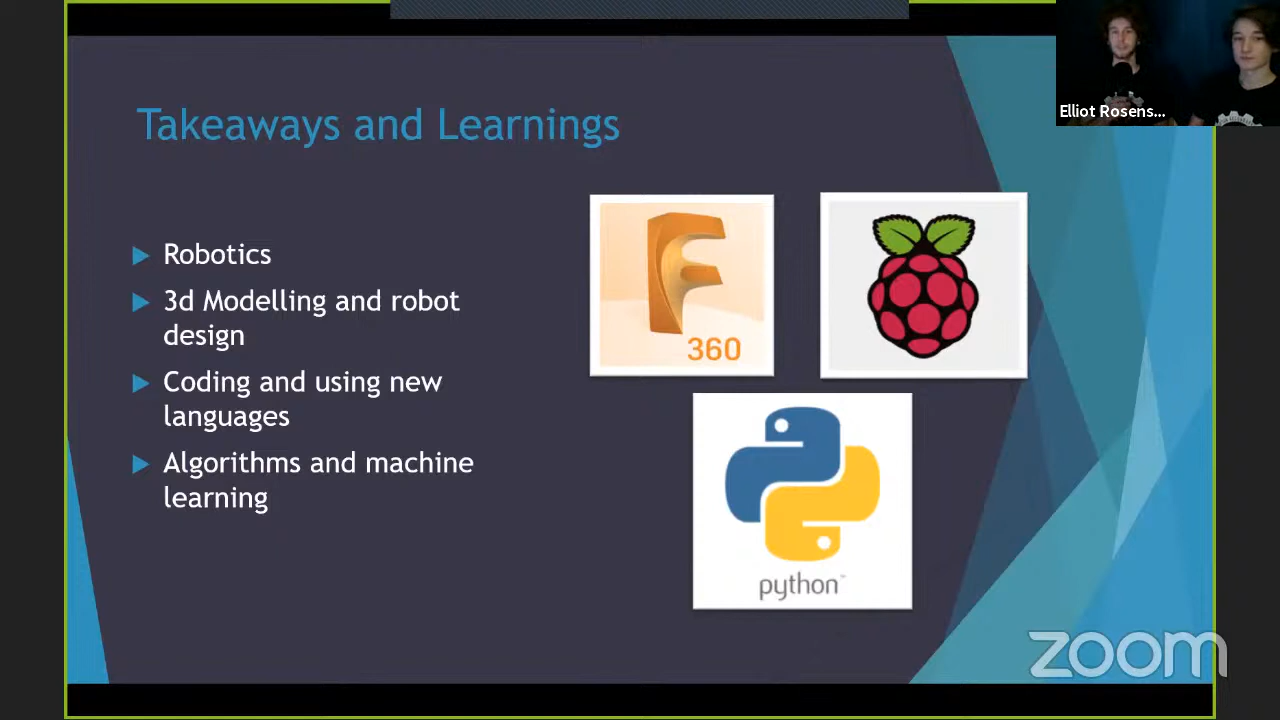 Elliot Rosens...
Takeaways and Learnings
Robotics
3d Modelling and robot
design
Coding and using new
languages
Algorithms and machine
learning
F
360
python™
zoom